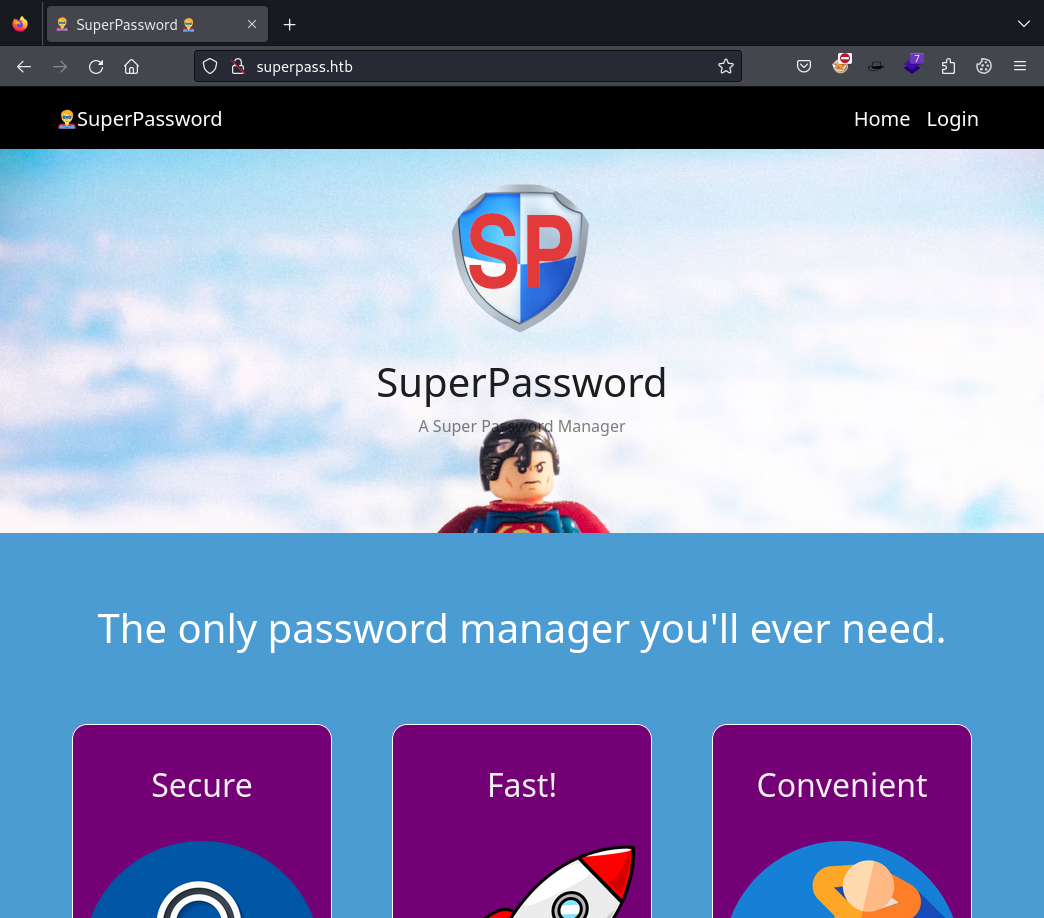 SuperPassword
7
superpass.htb
SuperPassword
Home Login
SP
SuperPassword
A Super Password Manager
The only password manager you'll ever need.
Secure
Fast!
Convenient